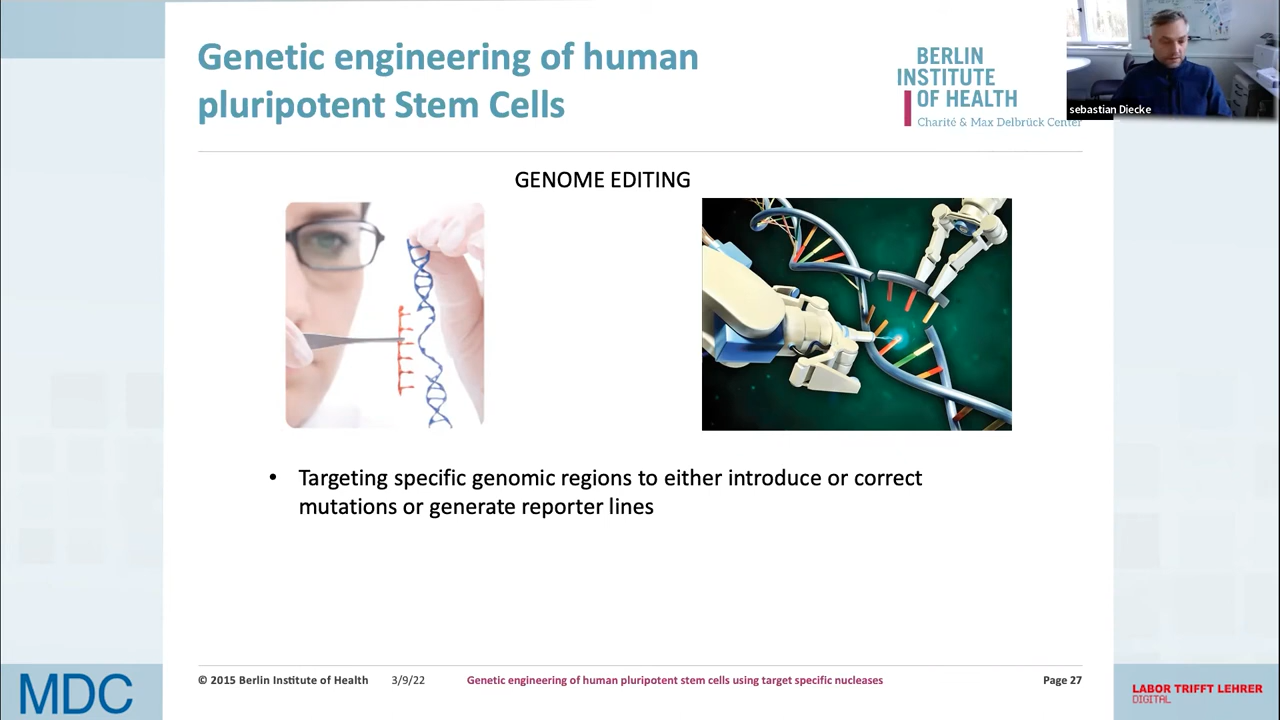 Genetic engineering of human
pluripotent Stem Cells
BERLIN
INSTITUTE
OF HEALTH
Charité & Max Delbrück Center
sebastian Diecke
GENOME EDITING
• Targeting specific genomic regions to either introduce or correct
mutations or generate reporter lines
© 2015 Berlin Institute of Health 3/9/22 Genetic engineering of human pluripotent stem cells using target specific nucleases Page 27
MDC
LABOR TRIFFT LEHRER
DIGITAL